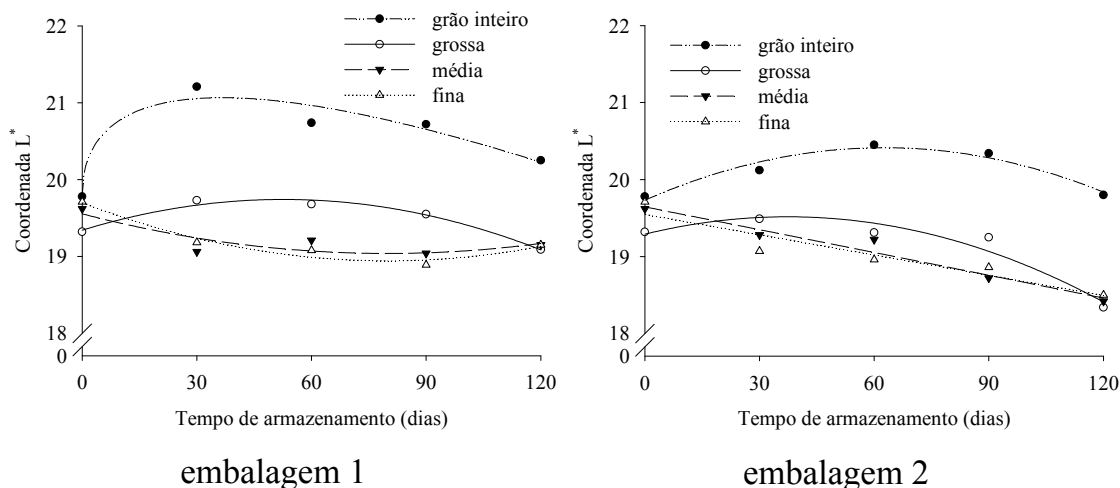 22
21
20
19
18
0
Coordenada L*
grão inteiro
grossa
média
fina
0 30 60 90 120
Tempo de armazenamento (dias)
embalagem 1
22
21
20
19
18
0
Coordenada L*
grão inteiro
grossa
média
fina
0 30 60 90 120
Tempo de armazenamento (dias)
embalagem 2